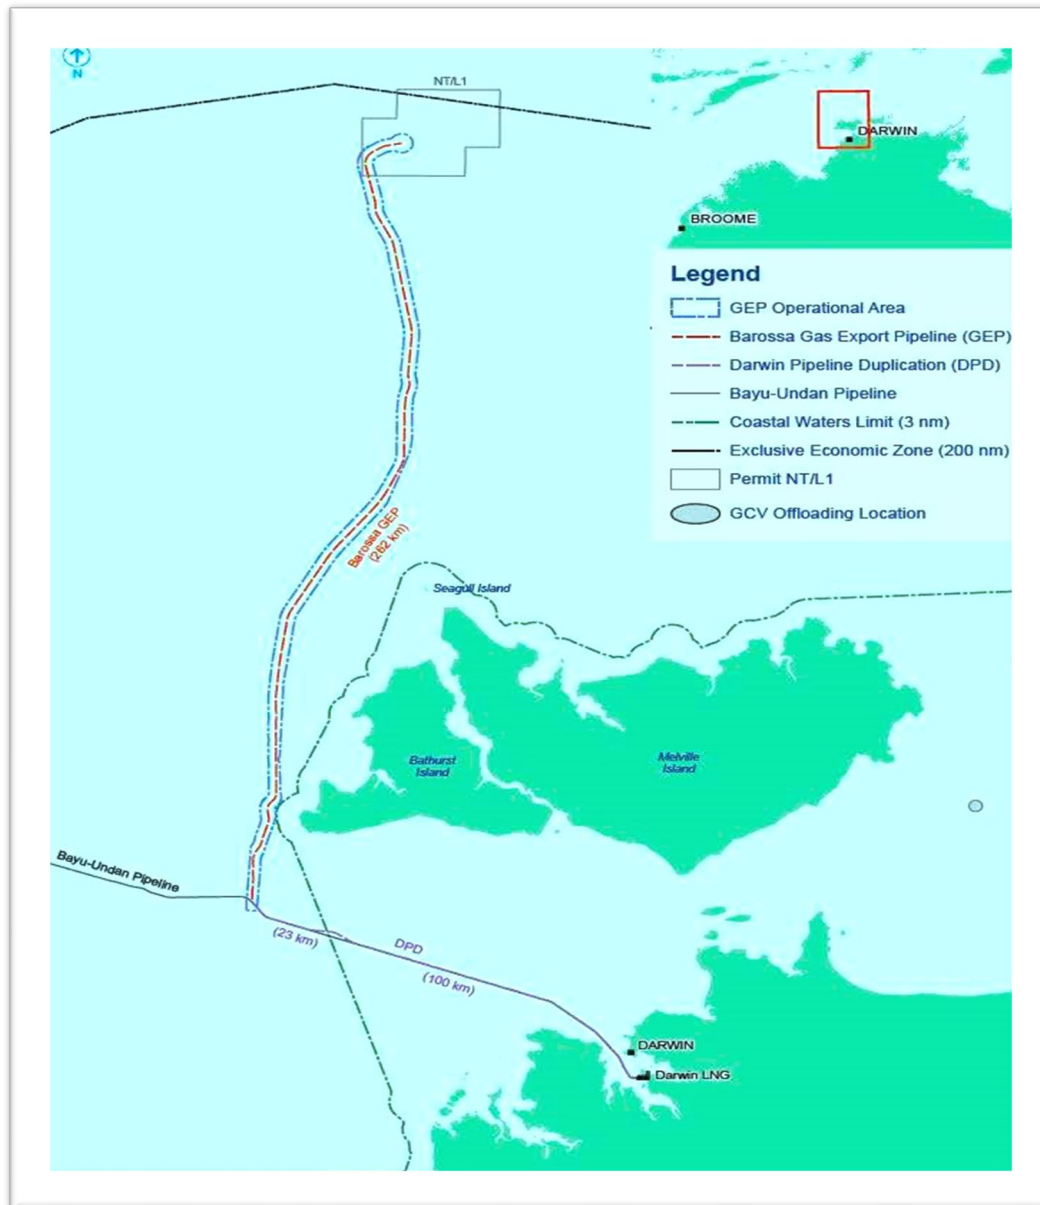 N
NT/L1
DARWIN
BROOME
Legend
GEP Operational Area
Barossa Gas Export Pipeline (GEP)
Darwin Pipeline Duplication (DPD)
Bayu-Undan Pipeline
Coastal Waters Limit (3 nm)
Exclusive Economic Zone (200 nm)
Permit NT/L1
GCV Offloading Location
Barossa GEP
(262 km)
Seagull Island
Bathurst
Island
Melville
Island
Bayu-Undan Pipeline
(23 km)
DPD
(100 km)
DARWIN
Darwin LNG